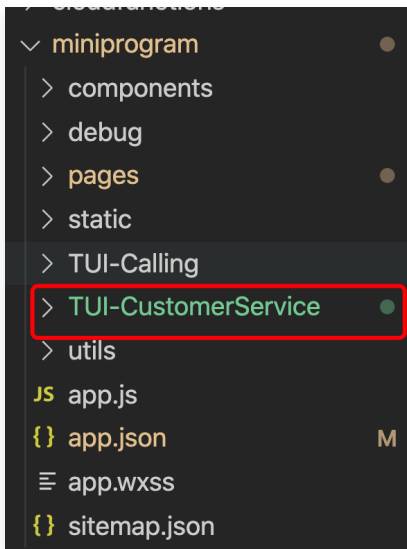 cloudfunctions
miniprogram
components
debug
pages
static
TUI-Calling
TUI-CustomerService
utils
JS app.js
{} app.json M
app.wxss
{} sitemap.json